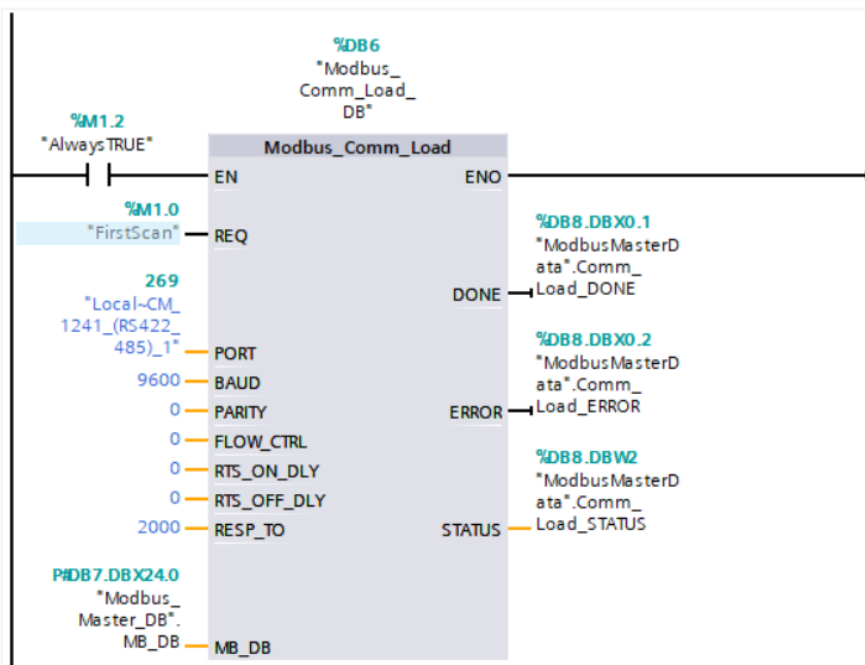 %DB6
"Modbus_
Comm_Load_
DB"
%M1.2
"AlwaysTRUE"
Modbus_Comm_Load
EN
ENO
%M1.0
"FirstScan"
REQ
%DB8.DBX0.1
"ModbusMasterD
ata".Comm_
Load_DONE
DONE
269
"Local~CM_
1241_(RS422_
485)_1"
PORT
9600
BAUD
%DB8.DBX0.2
"ModbusMasterD
ata".Comm_
Load_ERROR
ERROR
0
PARITY
0
FLOW_CTRL
0
RTS_ON_DLY
0
RTS_OFF_DLY
2000
RESP_TO
%DB8.DBW2
"ModbusMasterD
ata".Comm_
Load_STATUS
STATUS
P#DB7.DBX24.0
"Modbus_
Master_DB".
MB_DB
MB_DB